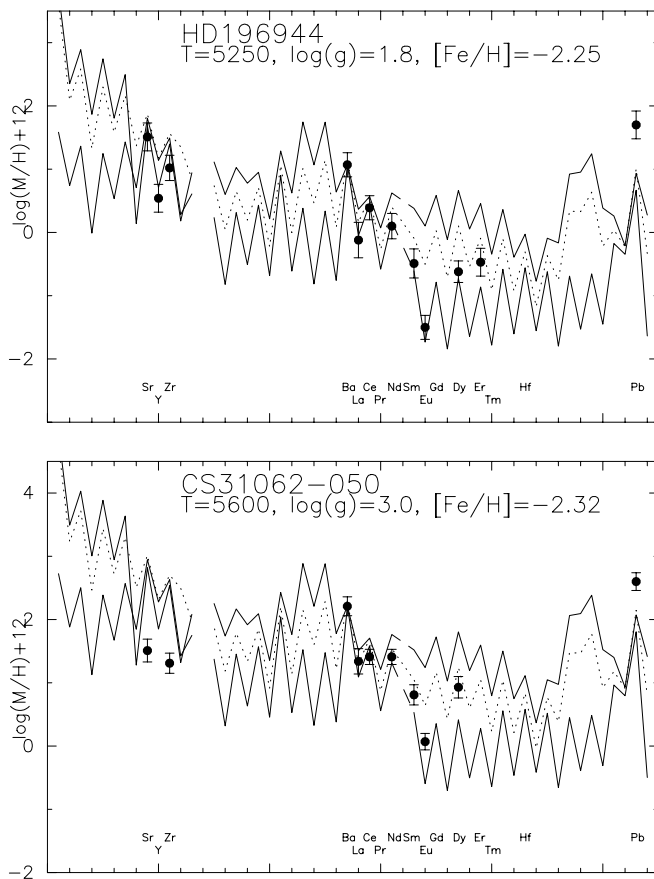 HD196944
T=5250, log(g)=1.8, [Fe/H]=−2.25
log(M/H)+12
2
0
−2
Sr Zr Ba Ce Nd Sm Gd Dy Er Hf Pb
Y La Pr Eu Tm
CS31062−050
T=5600, log(g)=3.0, [Fe/H]=−2.32
log(M/H)+12
4
2
0
−2
Sr Zr Ba Ce Nd Sm Gd Dy Er Hf Pb
Y La Pr Eu Tm